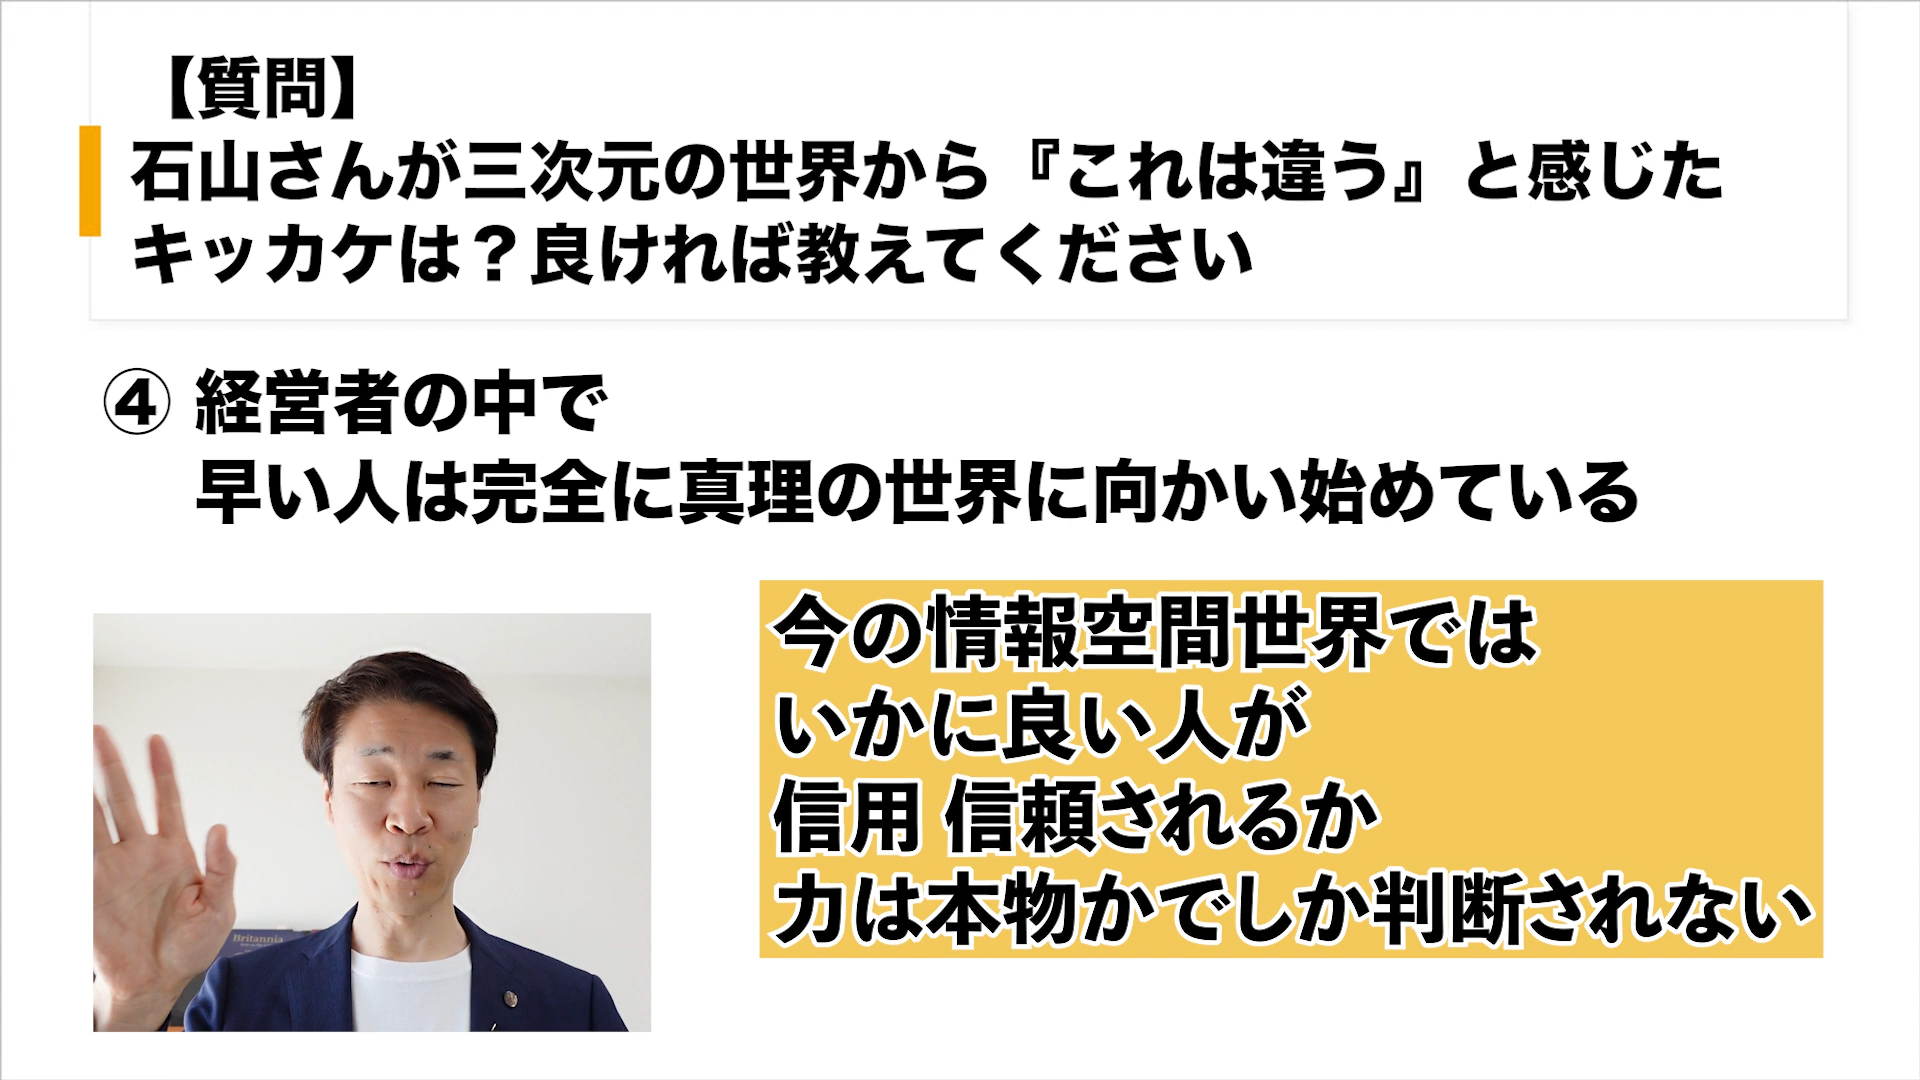 【質問】
石山さんが三次元の世界から『これは違う』と感じた
キッカケは？良ければ教えてください
④ 経営者の中で
早い人は完全に真理の世界に向かい始めている
今の情報空間世界では
いかに良い人が
信用 信頼されるか
力は本物かでしか判断されない
Britannia